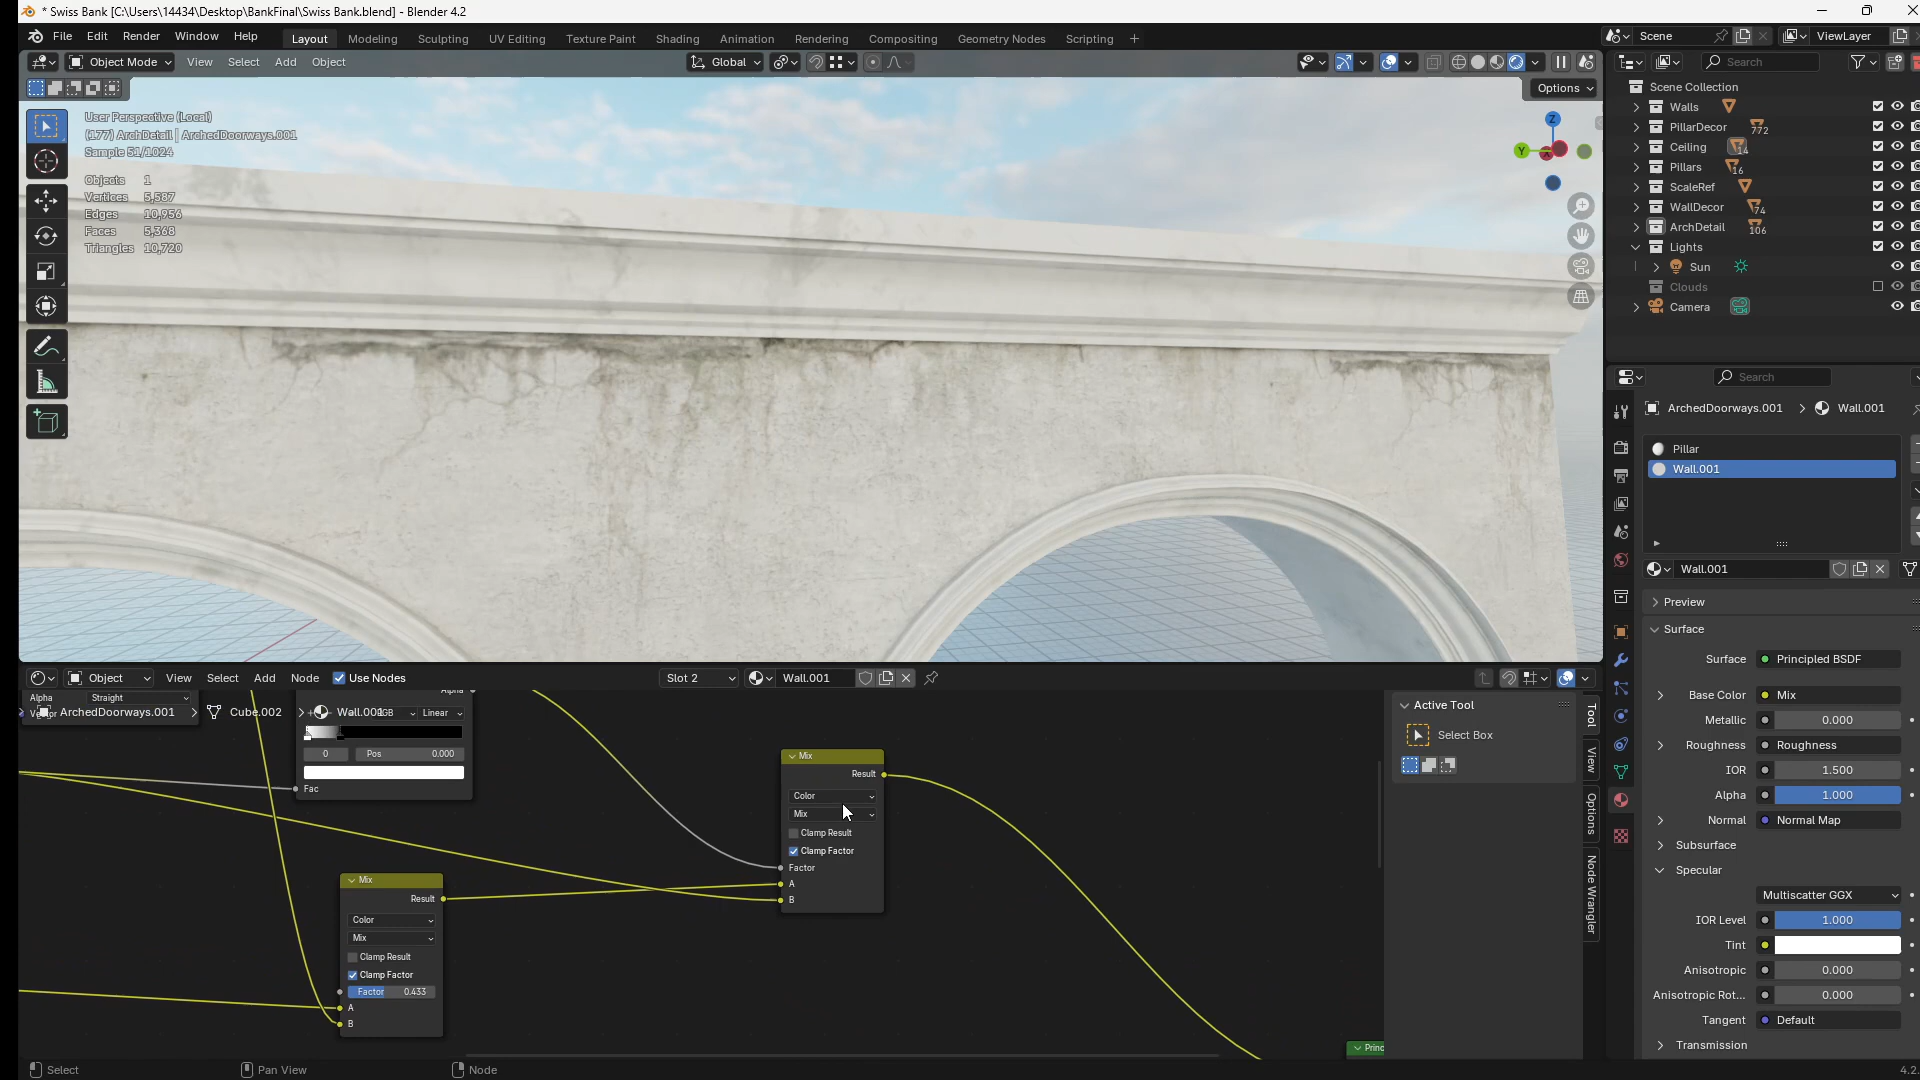 * Swiss Bank [C:\Users\14434\Desktop\BankFinal\Swiss Bank.blend] - Blender 4.2
File Edit Render Window Help
Layout Modeling Sculpting UV Editing Texture Paint Shading Animation Rendering Compositing Geometry Nodes Scripting +
Scene
ViewLayer
Object Mode View Select Add Object
Global
Options
User Perspective (Local)
(177) ArchDetail | ArchedDoorways.001
Sample 51/1024
Objects 1
Vertices 5,587
Edges 10,956
Faces 5,368
Triangles 10,720
Z
Y
Search
Scene Collection
Walls
PillarDecor 772
Ceiling 14
Pillars 16
ScaleRef
WallDecor 74
ArchDetail 106
Lights
Sun
Clouds
Camera
Search
ArchedDoorways.001 > Wall.001
Pillar
Wall.001
Wall.001
Preview
Surface
Surface Principled BSDF
Base Color Mix
Metallic 0.000
Roughness Roughness
IOR 1.500
Alpha 1.000
Normal Normal Map
Subsurface
Specular
Multiscatter GGX
IOR Level 1.000
Tint
Anisotropic 0.000
Anisotropic Rot... 0.000
Tangent Default
Transmission
Object View Select Add Node Use Nodes
Slot 2
Wall.001
Alpha Straight
ArchedDoorways.001 > Cube.002 > Wall.001
Linear
0 Pos 0.000
Fac
Mix
Result
Color
Mix
Clamp Result
Clamp Factor
Factor
A
B
Mix
Result
Color
Mix
Clamp Result
Clamp Factor
Factor 0.433
A
B
Princ
Active Tool
Select Box
Tool
View
Options
Node Wrangler
Select
Pan View
Node
4.2.